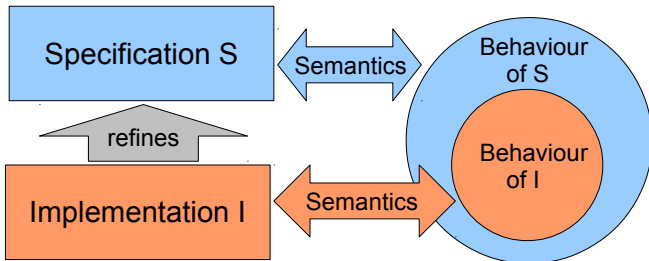 Specification S
Semantics
Behaviour
of S
refines
Behaviour
of I
Implementation I
Semantics